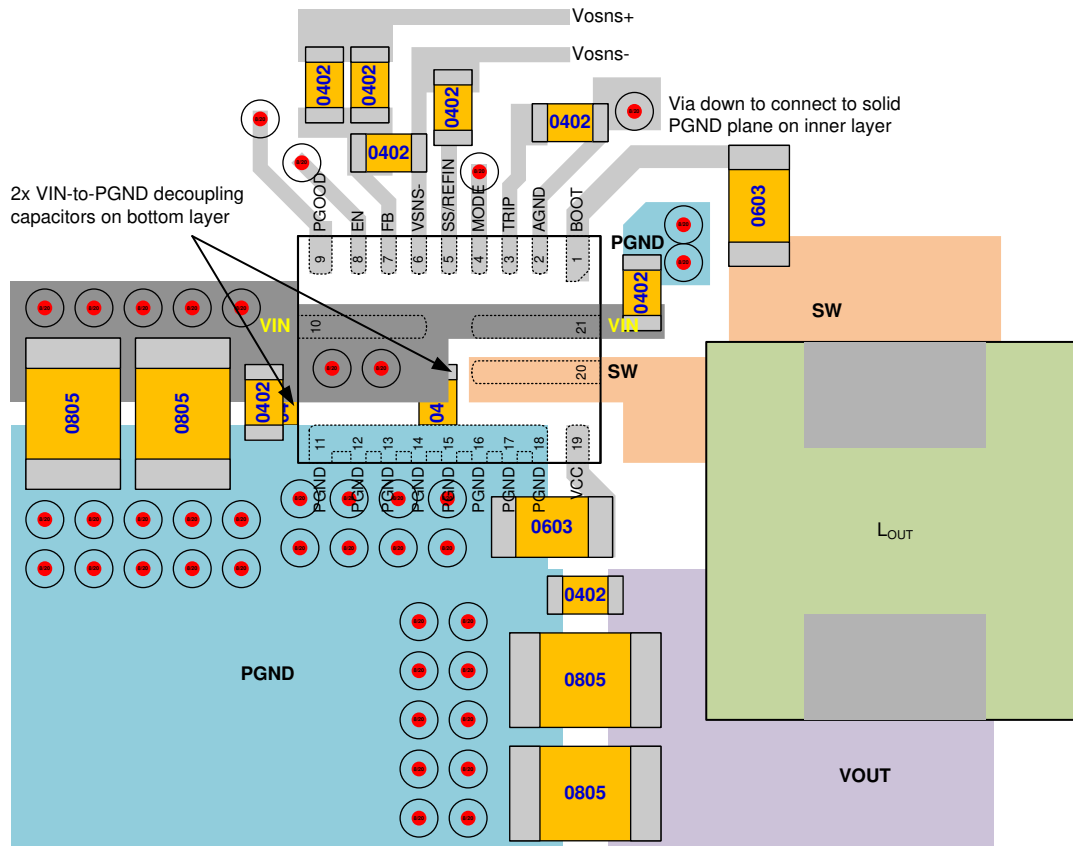 Vosns+
Vosns-
0402
0402
0402
0402
0402
Via down to connect to solid
PGND plane on inner layer
2x VIN-to-PGND decoupling
capacitors on bottom layer
PGOOD
EN
FB
VSNS-
SS/REFIN
MODE
TRIP
AGND
BOOT
9
8
7
6
5
4
3
2
1
PGND
0402
0603
SW
VIN
10
21
VIN
20
SW
0805
0805
0402
04
04
11
12
13
14
15
16
17
18
19
PGND
PGND
PGND
PGND
PGND
PGND
PGND
PGND
VCC
0603
LOUT
0402
PGND
0805
VOUT
0805